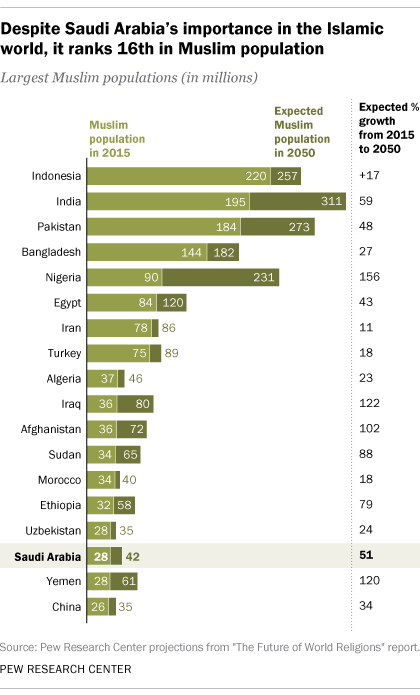 Despite Saudi Arabia's importance in the Islamic
world, it ranks 16th in Muslim population
Largest Muslim populations (in millions)
Muslim
population
in 2015
Expected
Muslim
population
in 2050
Expected %
growth
from 2015
to 2050
Indonesia 220 257 +17
India 195 311 59
Pakistan 184 273 48
Bangladesh 144 182 27
Nigeria 90 231 156
Egypt 84 120 43
Iran 78 86 11
Turkey 75 89 18
Algeria 37 46 23
Iraq 36 80 122
Afghanistan 36 72 102
Sudan 34 65 88
Morocco 34 40 18
Ethiopia 32 58 79
Uzbekistan 28 35 24
Saudi Arabia 28 42 51
Yemen 28 61 120
China 26 35 34
Source: Pew Research Center projections from "The Future of World Religions" report.
PEW RESEARCH CENTER